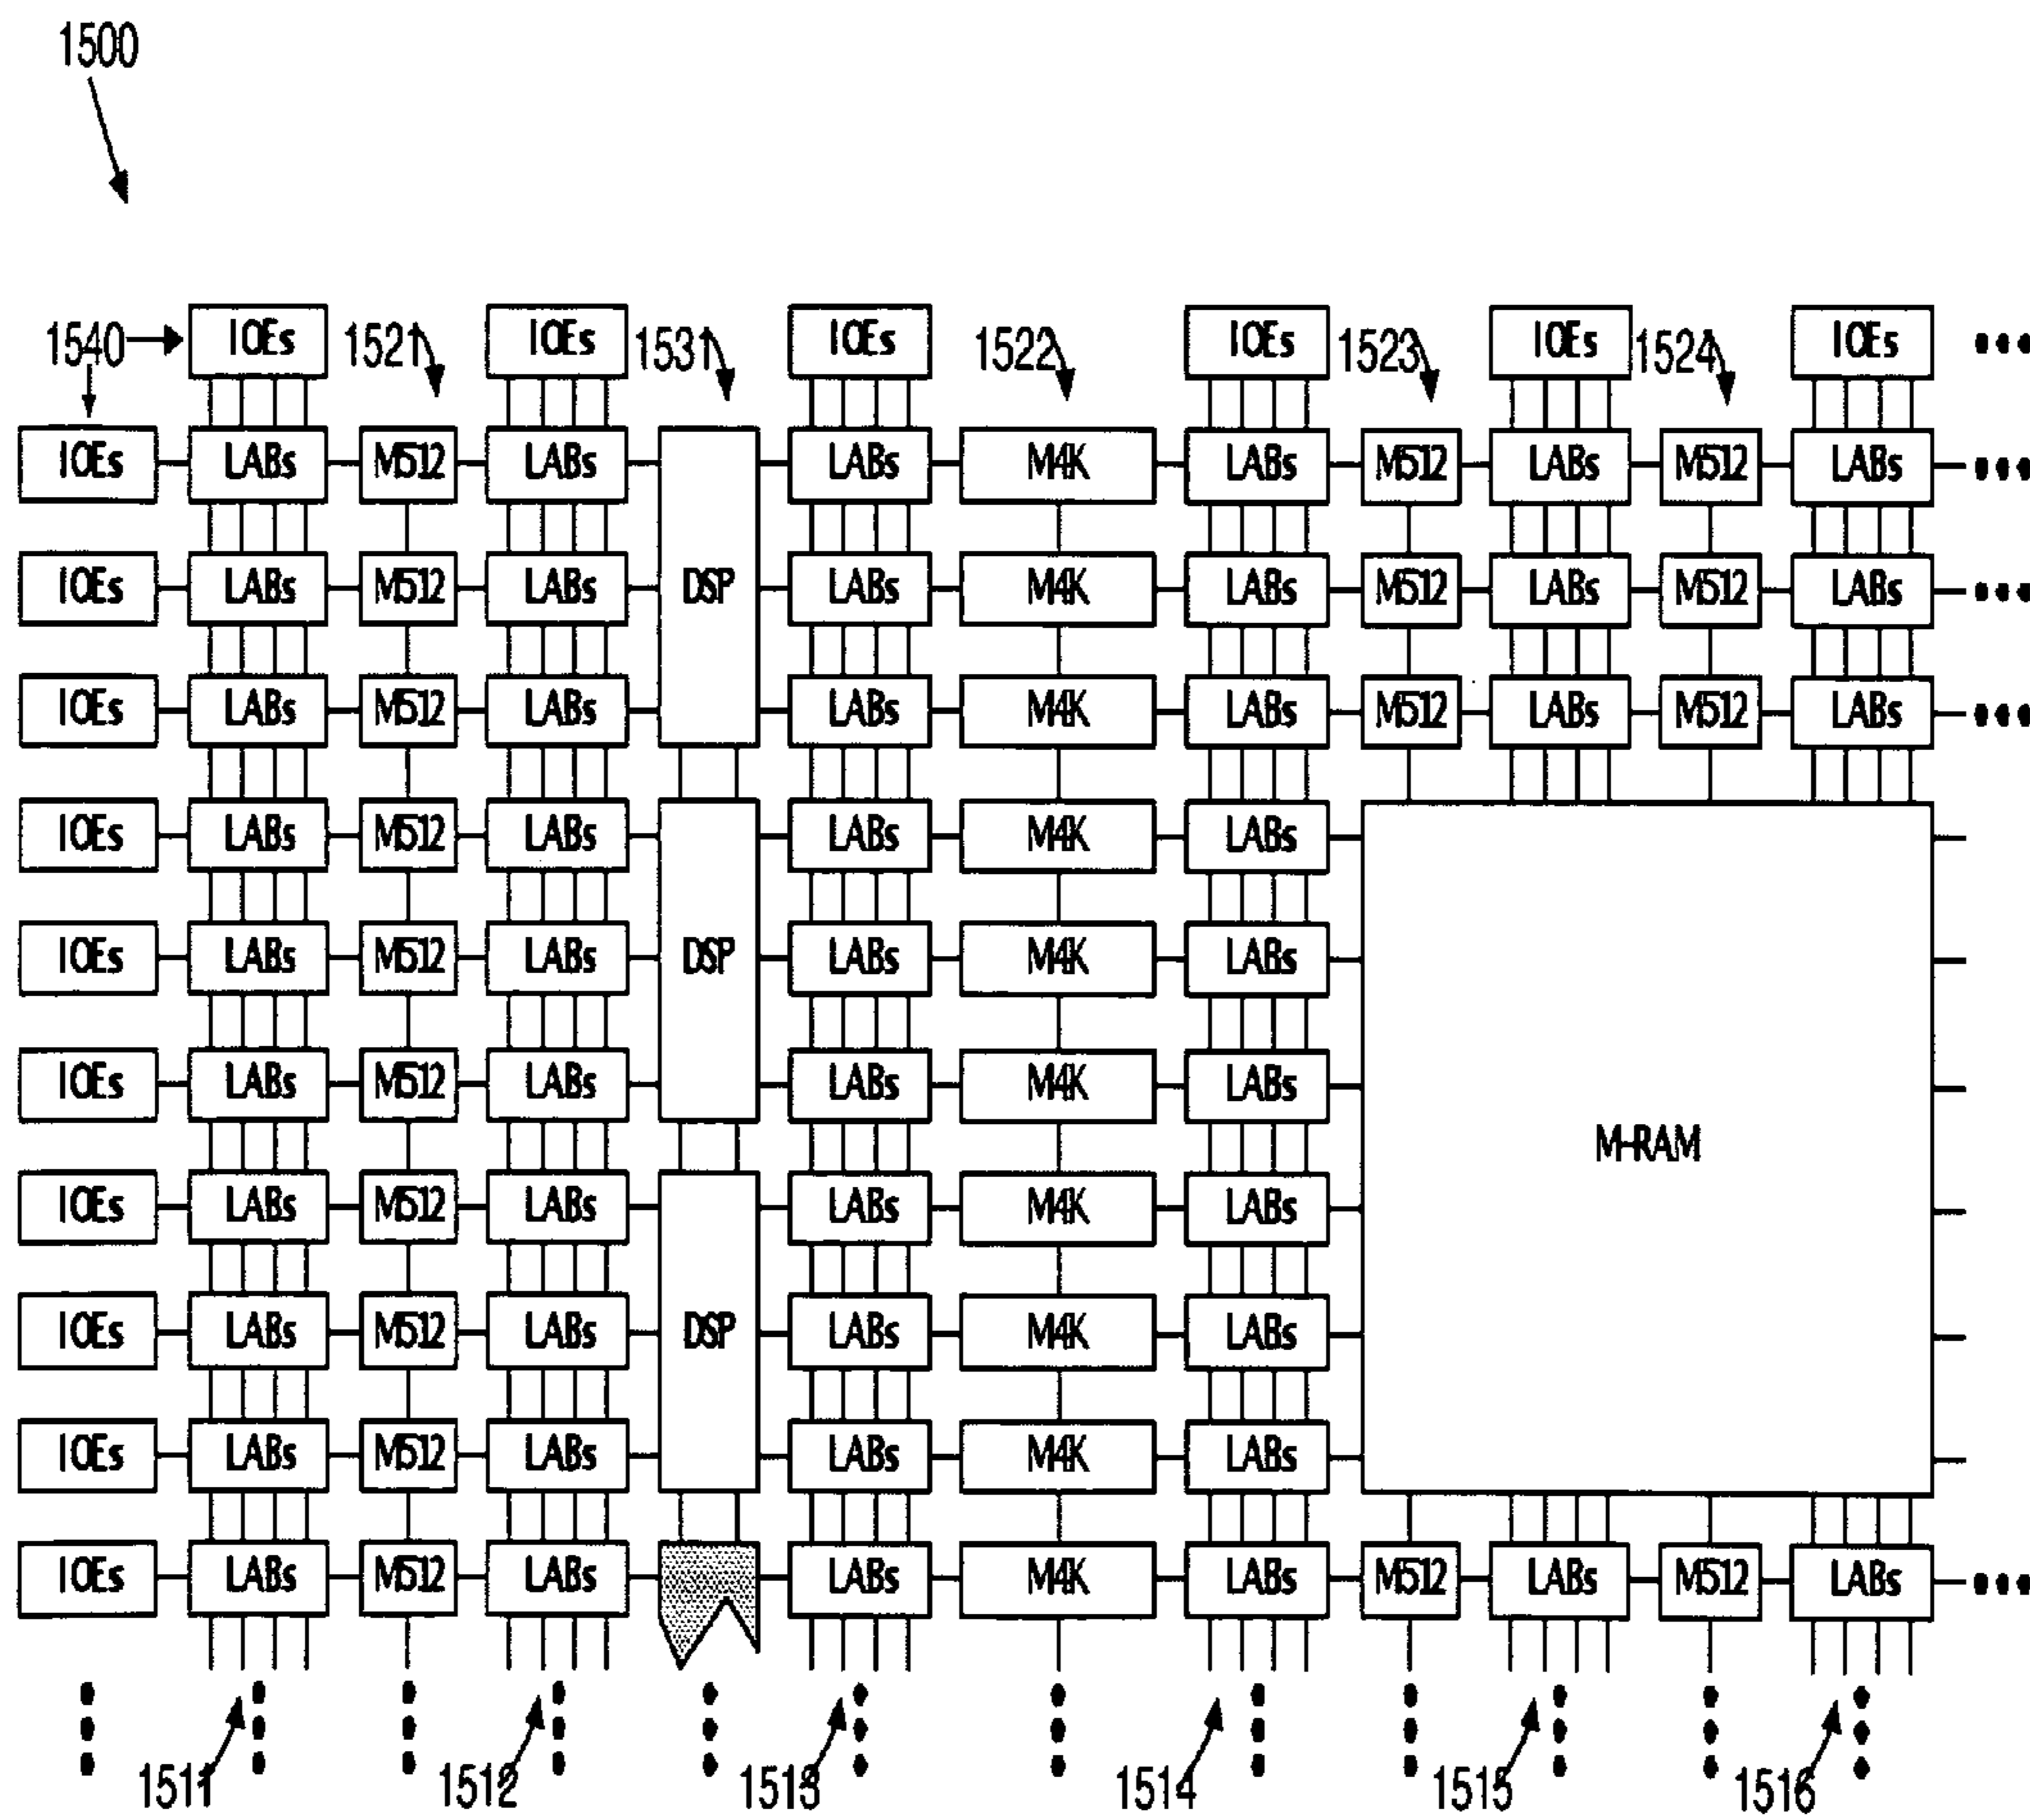 1500
1540 IOEs 1521 IOEs 1531 IOEs 1522 IOEs 1523 IOEs 1524 IOEs
IOEs LABs M512 LABs LABs M4K LABs M512 LABs M512 LABs
IOEs LABs M512 LABs DSP LABs M4K LABs M512 LABs M512 LABs
IOEs LABs M512 LABs LABs M4K LABs M512 LABs M512 LABs
IOEs LABs M512 LABs LABs M4K LABs
IOEs LABs M512 LABs DSP LABs M4K LABs
IOEs LABs M512 LABs LABs M4K LABs
M-RAM
IOEs LABs M512 LABs LABs M4K LABs
IOEs LABs M512 LABs DSP LABs M4K LABs
IOEs LABs M512 LABs LABs M4K LABs
IOEs LABs M512 LABs LABs M4K LABs M512 LABs M512 LABs
1511 1512 1513 1514 1515 1516